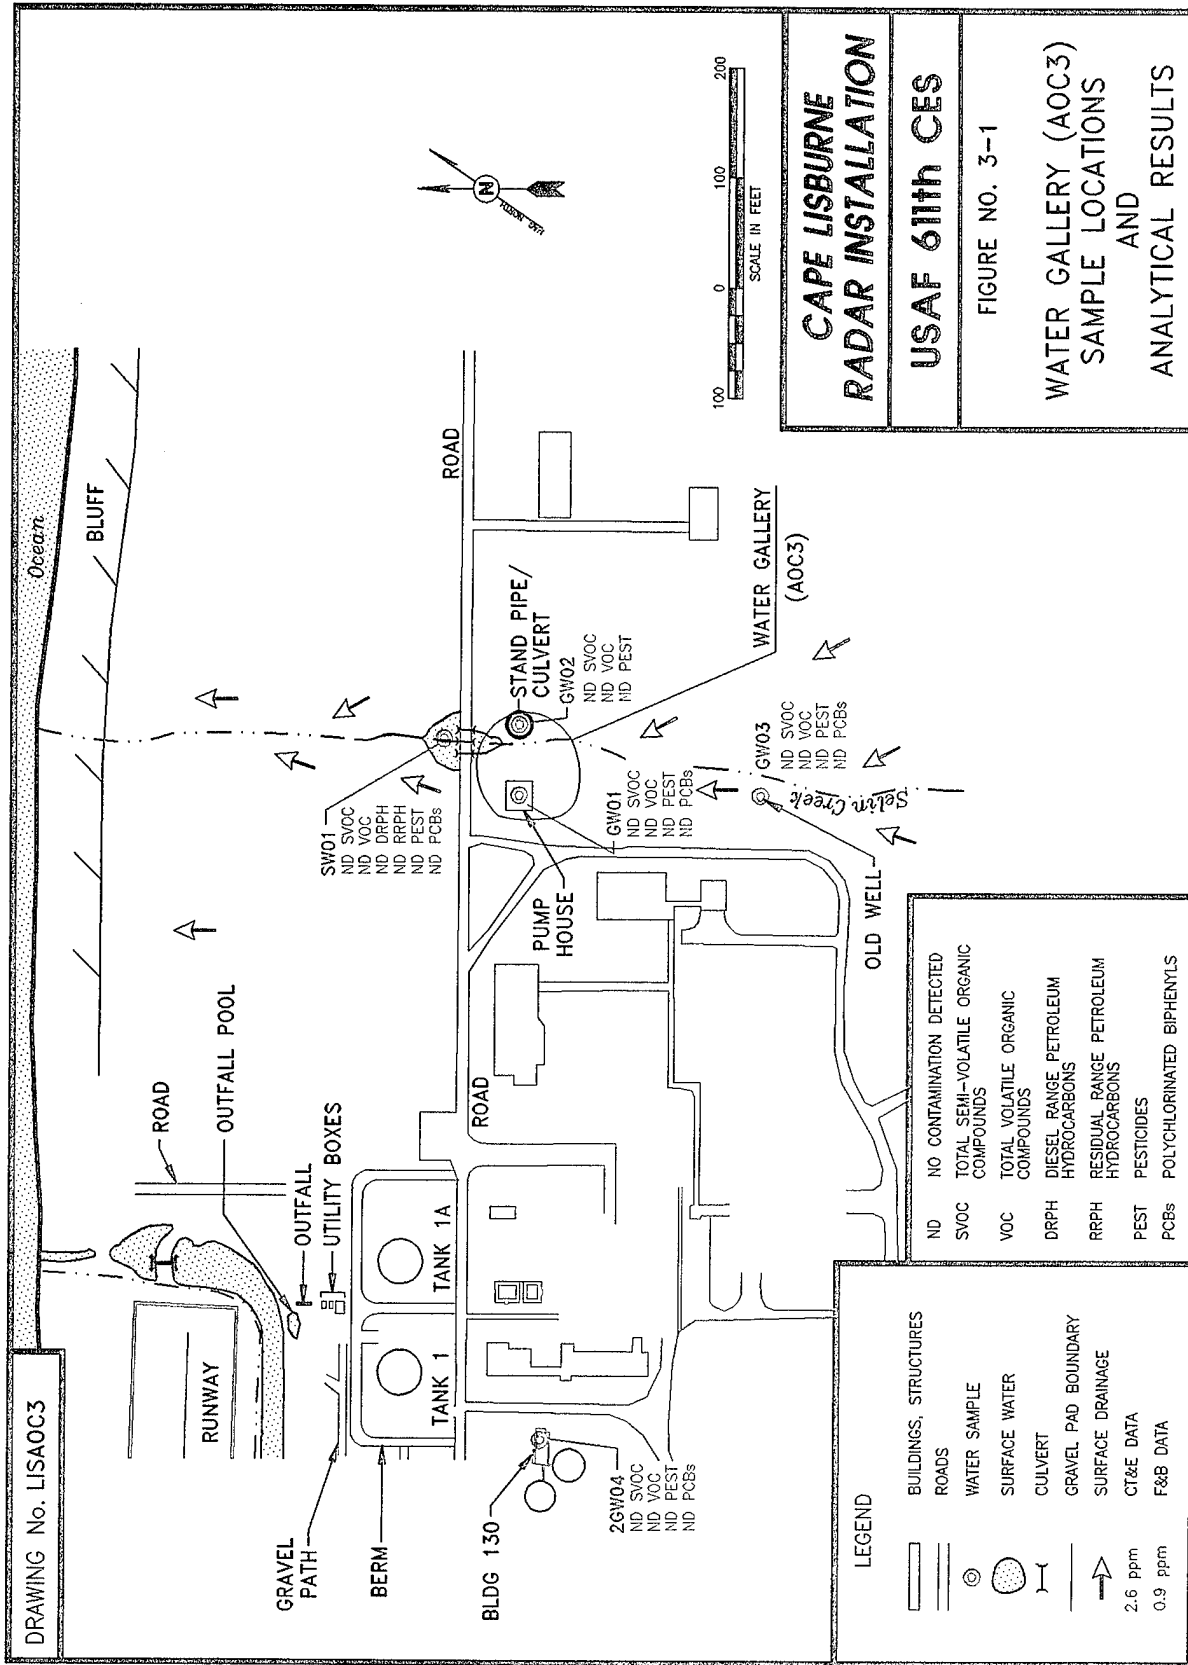 DRAWING No. LISAOC3
Ocean
BLUFF
ROAD
OUTFALL POOL
RUNWAY
OUTFALL
UTILITY BOXES
GRAVEL
PATH
BERM
TANK 1
TANK 1A
ROAD
ROAD
BLDG 130
2GW04
ND SVOC
ND VOC
ND PEST
ND PCBs
SW01
ND SVOC
ND VOC
ND DRPH
ND RRPH
ND PEST
ND PCBs
PUMP
HOUSE
GW01
ND SVOC
ND VOC
ND PEST
ND PCBs
STAND PIPE/
CULVERT
GW02
ND SVOC
ND VOC
ND PEST
WATER GALLERY
(AOC3)
GW03
ND SVOC
ND VOC
ND PEST
ND PCBs
OLD WELL
Selin Creek
N
LIAC NORTH
100 0 100 200
SCALE IN FEET
LEGEND
BUILDINGS, STRUCTURES
ROADS
WATER SAMPLE
SURFACE WATER
CULVERT
GRAVEL PAD BOUNDARY
SURFACE DRAINAGE
2.6 ppm CT&E DATA
0.9 ppm F&B DATA
ND NO CONTAMINATION DETECTED
SVOC TOTAL SEMI-VOLATILE ORGANIC
COMPOUNDS
VOC TOTAL VOLATILE ORGANIC
COMPOUNDS
DRPH DIESEL RANGE PETROLEUM
HYDROCARBONS
RRPH RESIDUAL RANGE PETROLEUM
HYDROCARBONS
PEST PESTICIDES
PCBs POLYCHLORINATED BIPHENYLS
CAPE LISBURNE
RADAR INSTALLATION
USAF 611th CES
FIGURE NO. 3-1
WATER GALLERY (AOC3)
SAMPLE LOCATIONS
AND
ANALYTICAL RESULTS